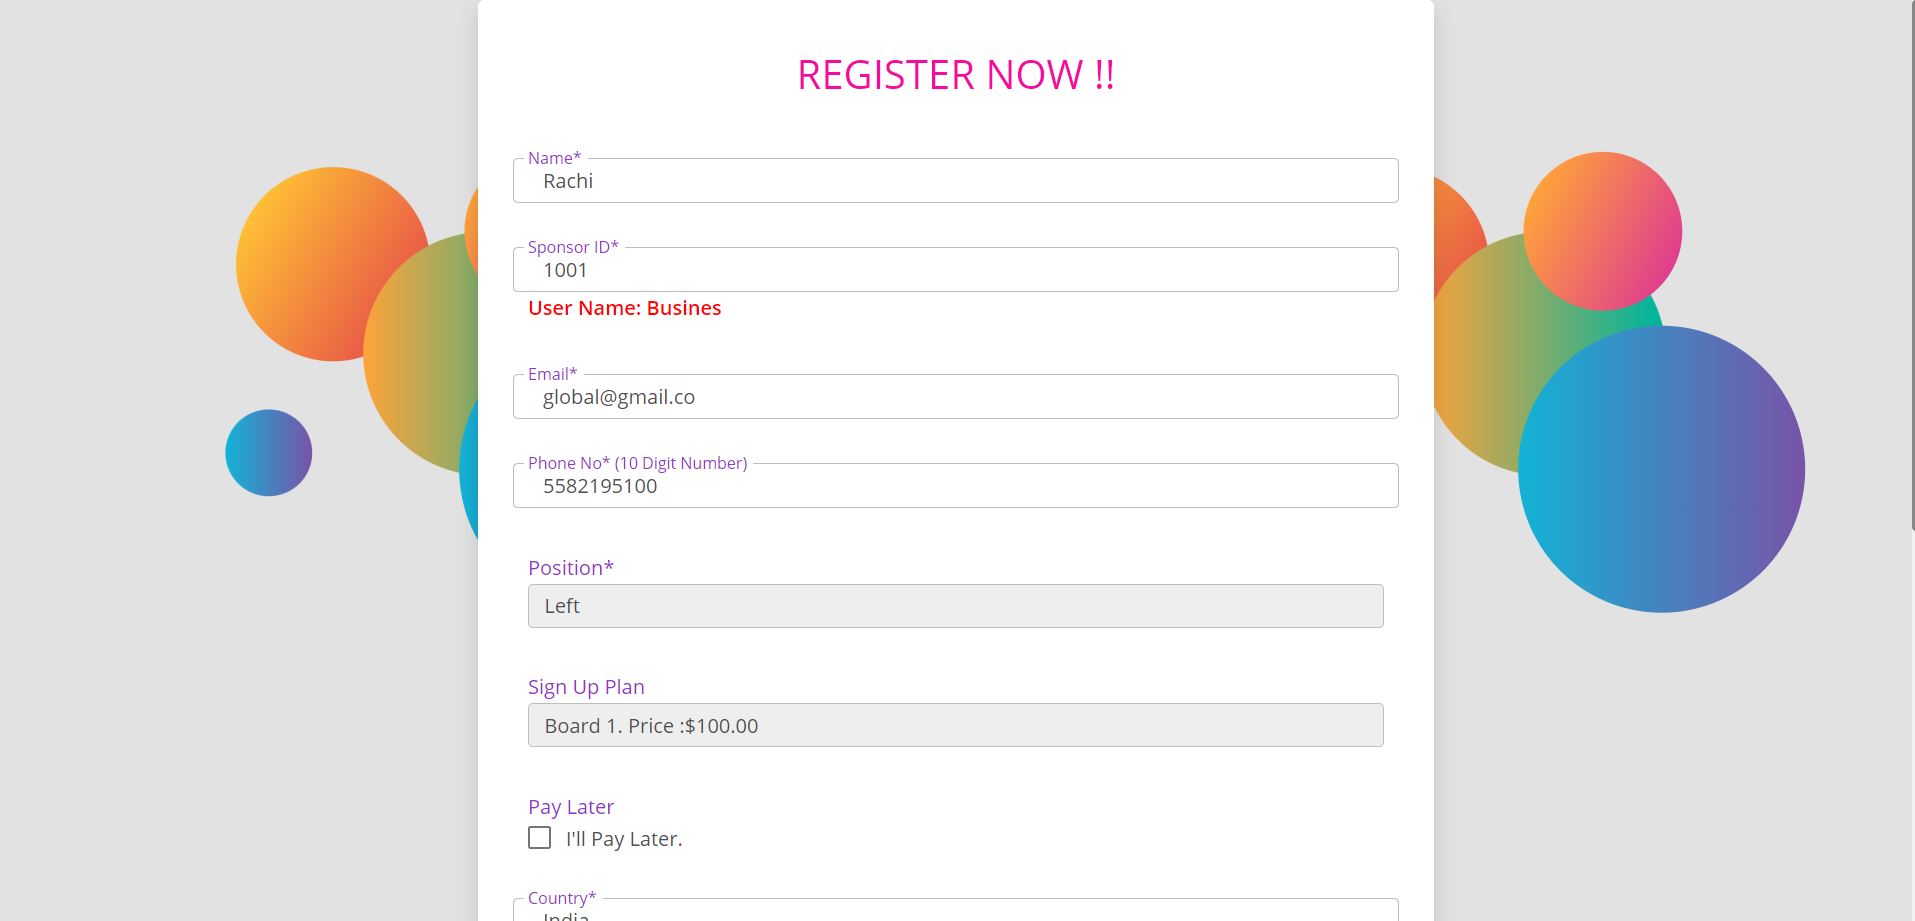 REGISTER NOW !!
Name*
Rachi
Sponsor ID*
1001
User Name: Busines
Email*
global@gmail.co
Phone No* (10 Digit Number)
5582195100
Position*
Left
Sign Up Plan
Board 1. Price :$100.00
Pay Later
I'll Pay Later.
Country*
India